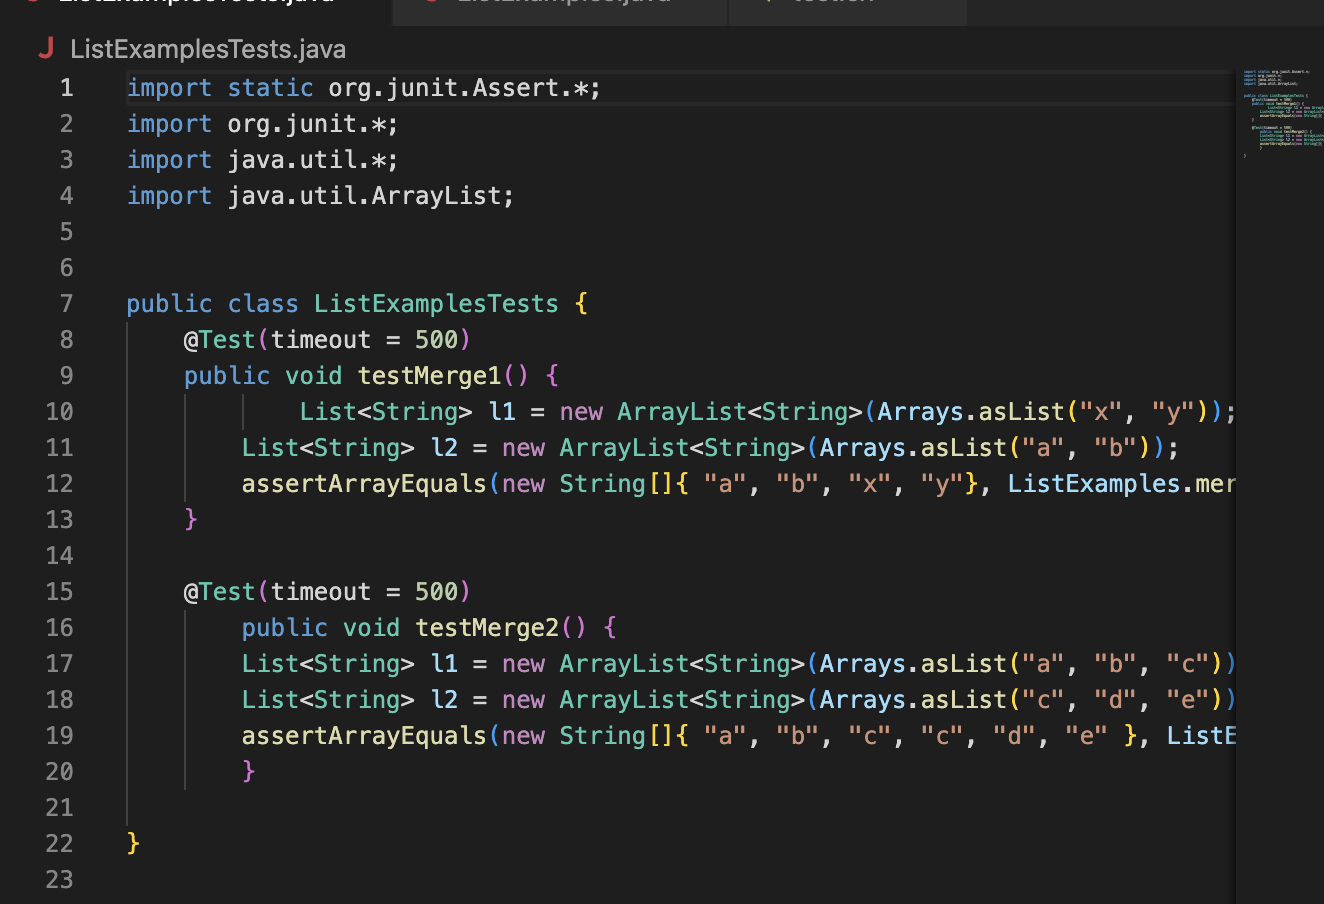 ListExamplesTests.java
1 import static org.junit.Assert.*;
2 import org.junit.*;
3 import java.util.*;
4 import java.util.ArrayList;
5
6
7 public class ListExamplesTests {
8 @Test(timeout = 500)
9 public void testMerge1() {
10 List<String> l1 = new ArrayList<String>(Arrays.asList("x", "y"));
11 List<String> l2 = new ArrayList<String>(Arrays.asList("a", "b"));
12 assertArrayEquals(new String[]{ "a", "b", "x", "y"}, ListExamples.mer
13 }
14
15 @Test(timeout = 500)
16 public void testMerge2() {
17 List<String> l1 = new ArrayList<String>(Arrays.asList("a", "b", "c"))
18 List<String> l2 = new ArrayList<String>(Arrays.asList("c", "d", "e"))
19 assertArrayEquals(new String[]{ "a", "b", "c", "c", "d", "e" }, ListE
20 }
21
22 }
23